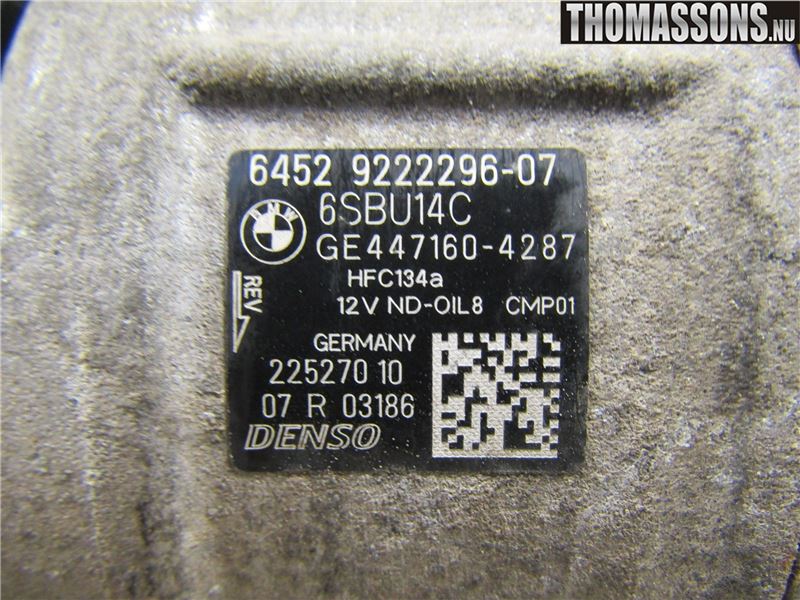 THOMASSONS.NU
6452 9222296-07
BMW
6SBU14C
GE447160-4287
HFC134a
12V ND-OIL8 CMP01
REV
GERMANY
225270 10
07 R 03186
DENSO